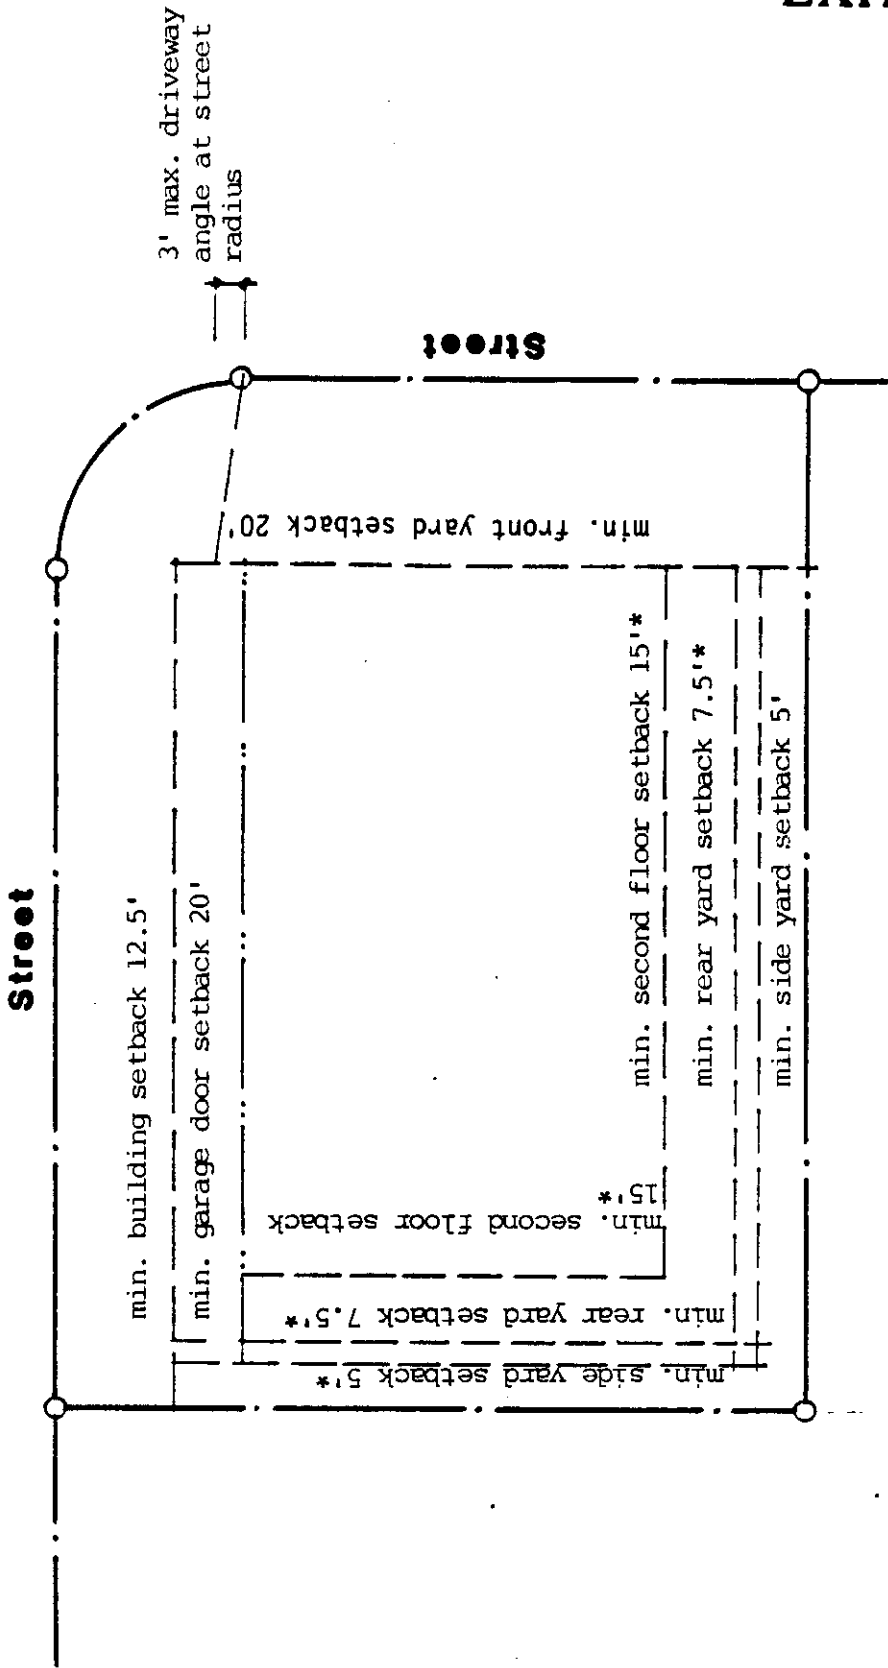 3' max. driveway
angle at street
radius
Street
Street
min. front yard setback 20'
min. building setback 12.5'
min. garage door setback 20'
min. second floor setback 15'*
min. rear yard setback 7.5'*
min. side yard setback 5'
min. second floor setback
15'*
min. rear yard setback 7.5'*
min. side yard setback 5'*